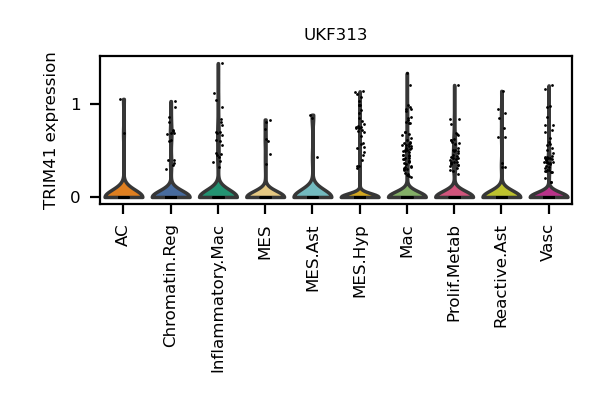 UKF313
TRIM41 expression
1
0
AC
Chromatin.Reg
Inflammatory.Mac
MES
MES.Ast
MES.Hyp
Mac
Prolif.Metab
Reactive.Ast
Vasc